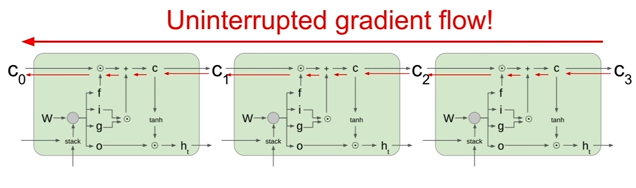 Uninterrupted gradient flow!
C0 ⊙ + c C1 ⊙ + c C2 ⊙ + c C3
f f f
W i ⊙ W i ⊙ W i ⊙
g tanh g tanh g tanh
stack o ⊙ ht stack o ⊙ ht stack o ⊙ ht